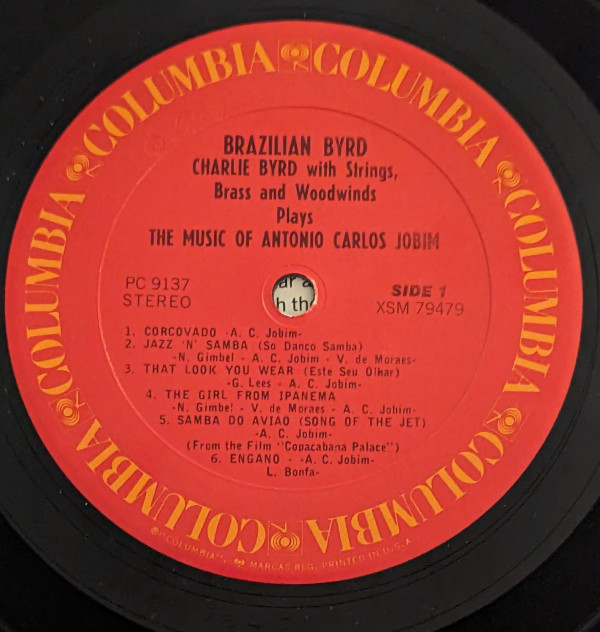 COLUMBIA COLUMBIA COLUMBIA COLUMBIA COLUMBIA COLUMBIA COLUMBIA
BRAZILIAN BYRD
CHARLIE BYRD with Strings,
Brass and Woodwinds
Plays
THE MUSIC OF ANTONIO CARLOS JOBIM
PC 9137
STEREO
SIDE 1
XSM 79479
1. CORCOVADO -A. C. Jobim-
2. JAZZ 'N' SAMBA (So Danco Samba)
-N. Gimbel - A. C. Jobim - V. de Moraes-
3. THAT LOOK YOU WEAR (Este Seu Olhar)
-G. Lees - A. C. Jobim-
4. THE GIRL FROM IPANEMA
-N. Gimbel - V. de Moraes - A. C. Jobim-
5. SAMBA DO AVIAO (SONG OF THE JET)
-A. C. Jobim-
(From the Film "Copacabana Palace")
6. ENGANO - -A. C. Jobim-
L. Bonfa-
® "COLUMBIA", MARCAS REG. PRINTED IN U.S.A.